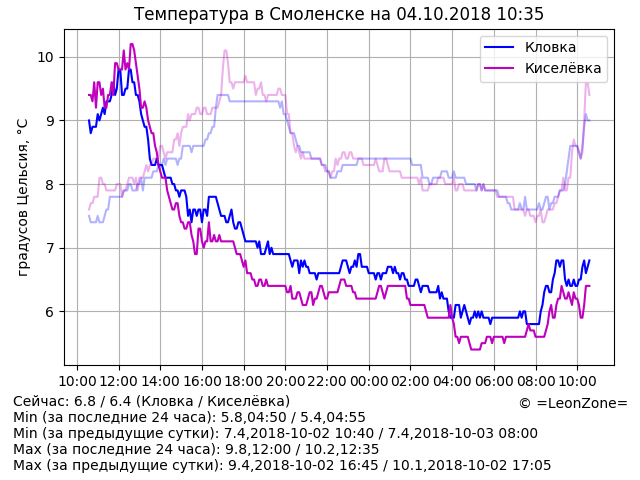 Температура в Смоленске на 04.10.2018 10:35
Кловка
Киселёвка
градусов Цельсия, °C
10
9
8
7
6
10:00 12:00 14:00 16:00 18:00 20:00 22:00 00:00 02:00 04:00 06:00 08:00 10:00
Сейчас: 6.8 / 6.4 (Кловка / Киселёвка)
© =LeonZone=
Min (за последние 24 часа): 5.8,04:50 / 5.4,04:55
Min (за предыдущие сутки): 7.4,2018-10-02 10:40 / 7.4,2018-10-03 08:00
Max (за последние 24 часа): 9.8,12:00 / 10.2,12:35
Max (за предыдущие сутки): 9.4,2018-10-02 16:45 / 10.1,2018-10-02 17:05